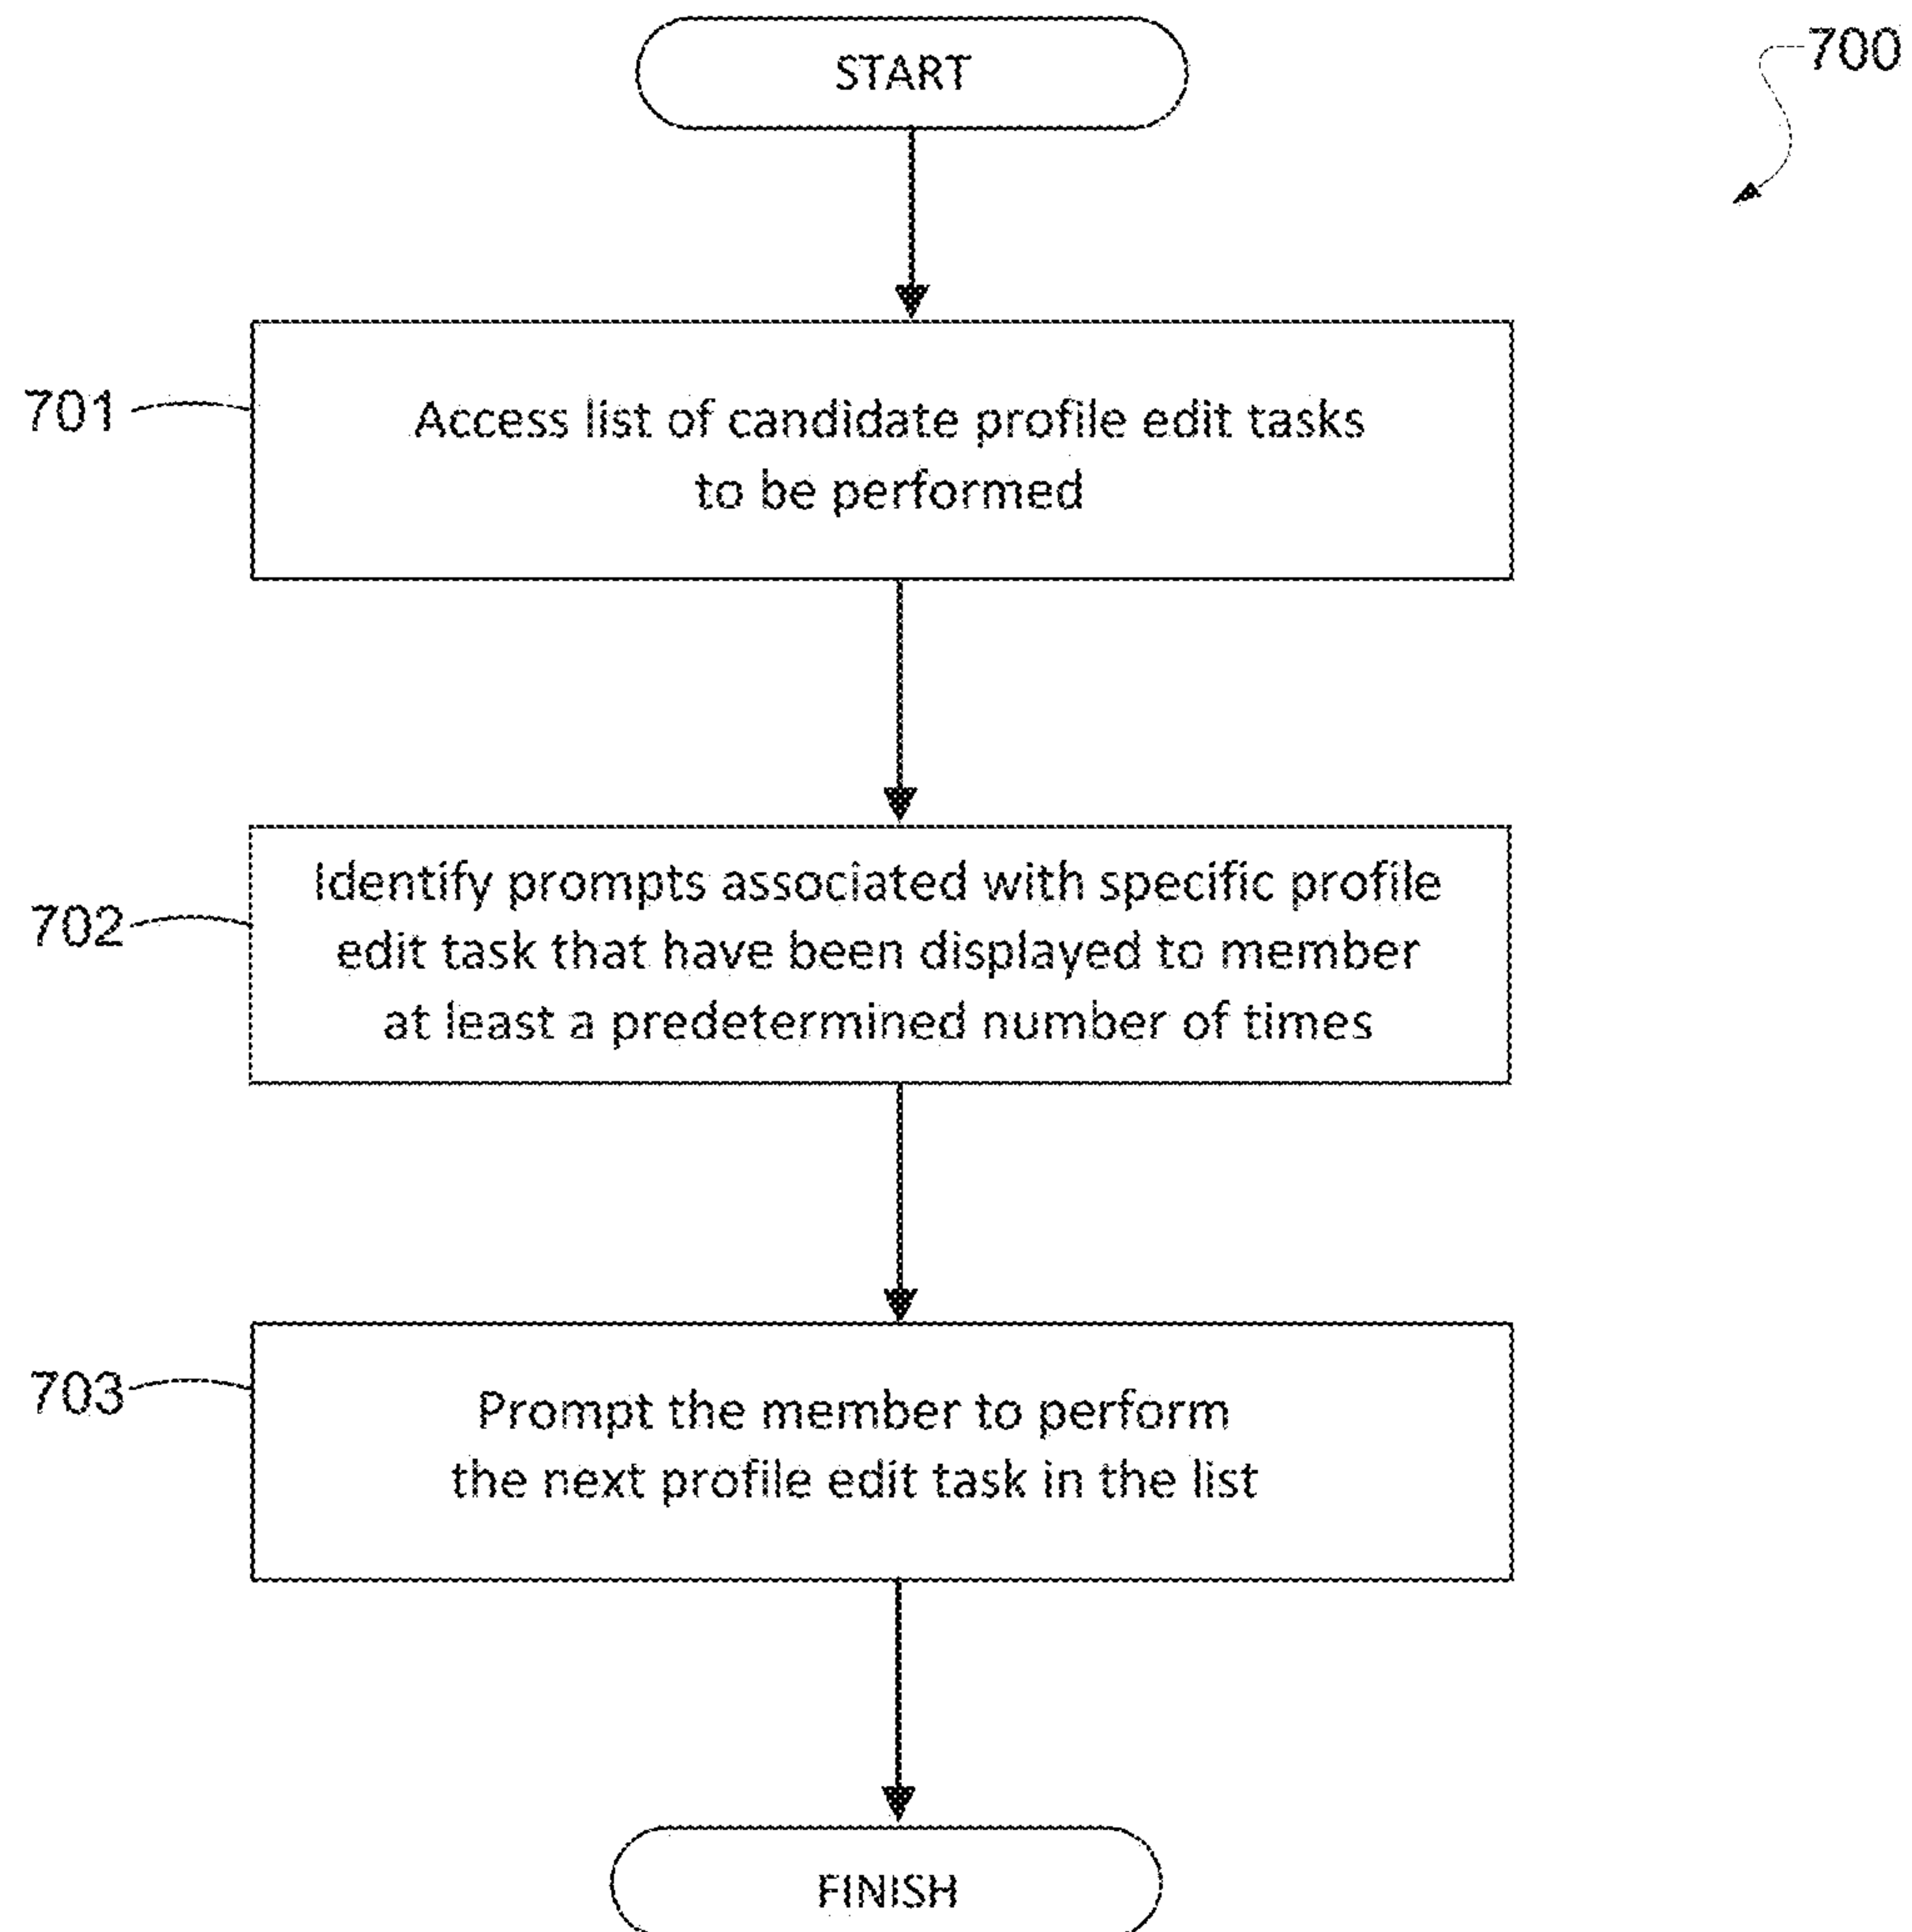 START
700
701
Access list of candidate profile edit tasks
to be performed
702
Identify prompts associated with specific profile
edit task that have been displayed to member
at least a predetermined number of times
703
Prompt the member to perform
the next profile edit task in the list
FINISH